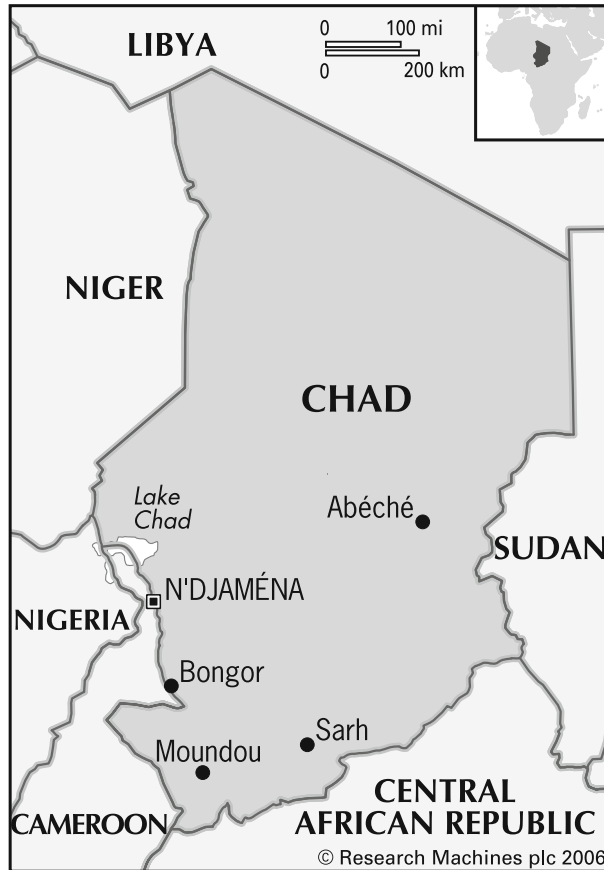 LIBYA
0 100 mi
0 200 km
NIGER
CHAD
Lake
Chad
Abéché
SUDAN
N'DJAMÉNA
NIGERIA
Bongor
Sarh
Moundou
CENTRAL
AFRICAN REPUBLIC
CAMEROON
© Research Machines plc 2006